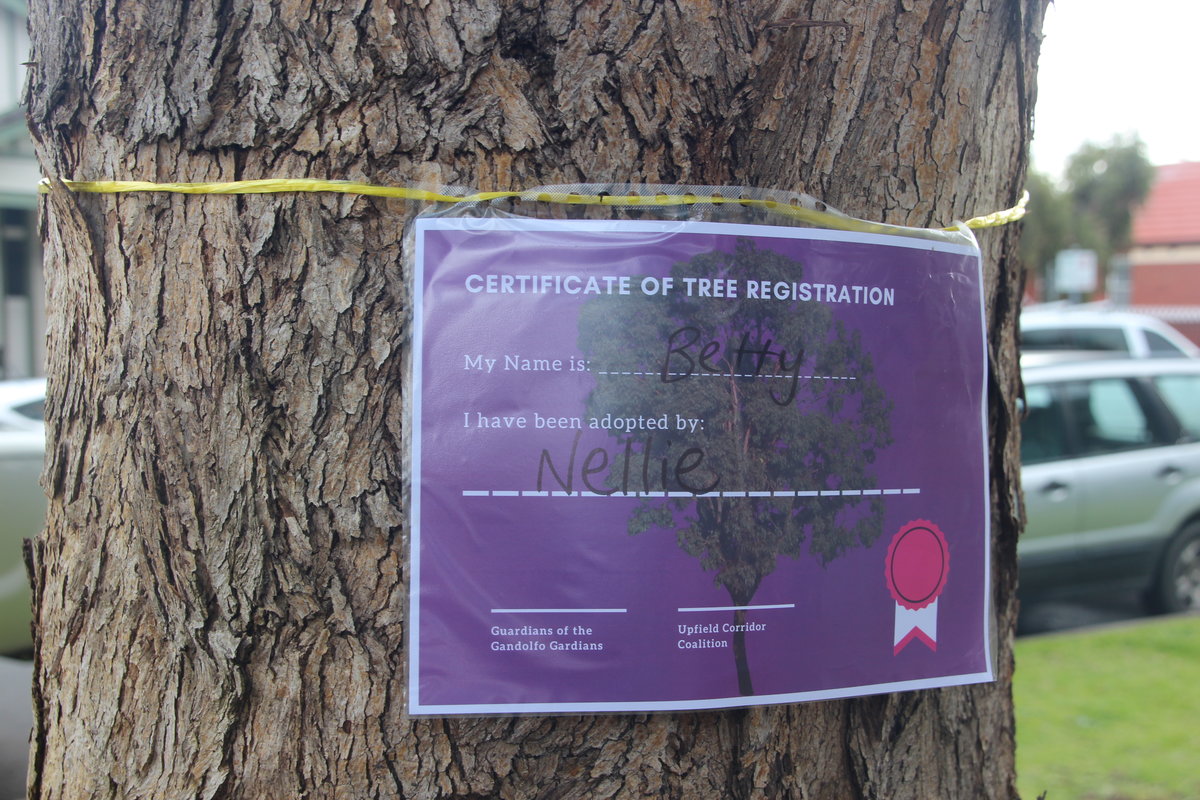 CERTIFICATE OF TREE REGISTRATION
My Name is: Betty
I have been adopted by:
Nellie
Guardians of the
Gandolfo Gardians
Upfield Corridor
Coalition